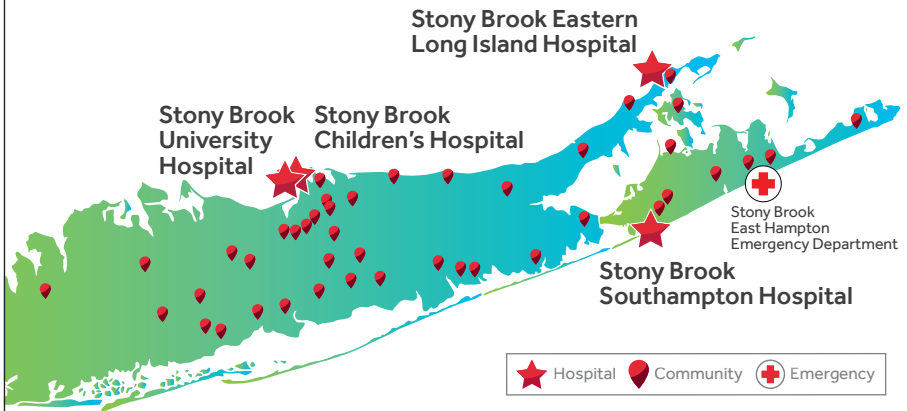 Stony Brook Eastern
Long Island Hospital
Stony Brook
University
Hospital
Stony Brook
Children's Hospital
Stony Brook
East Hampton
Emergency Department
Stony Brook
Southampton Hospital
Hospital
Community
Emergency